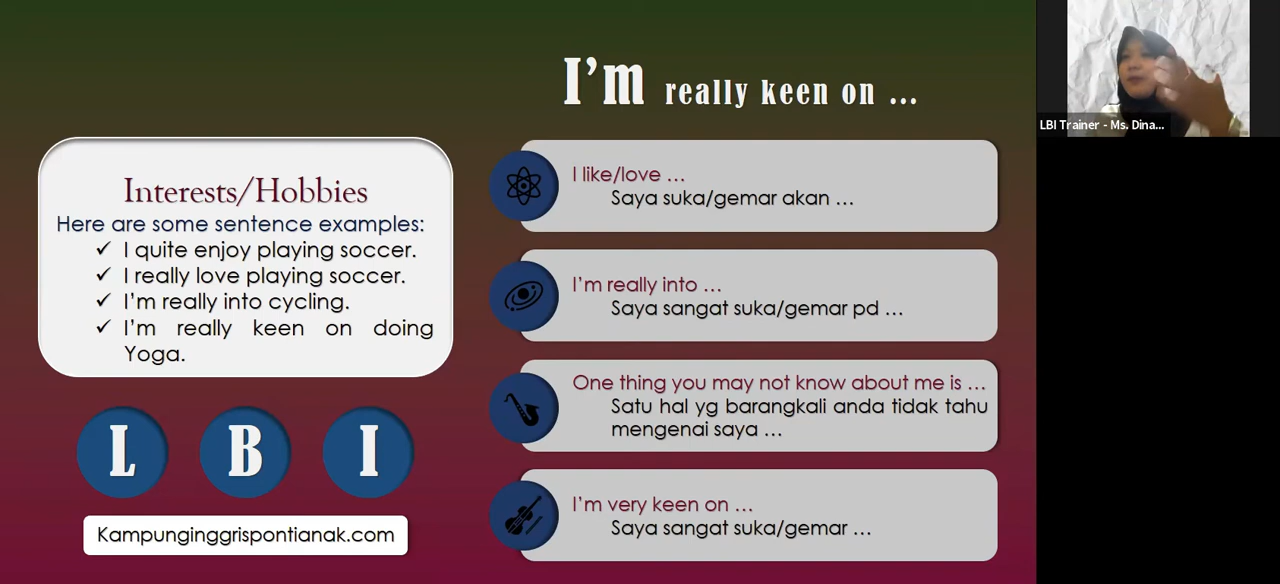 I'm really keen on ...
Interests/Hobbies
Here are some sentence examples:
✓ I quite enjoy playing soccer.
✓ I really love playing soccer.
✓ I'm really into cycling.
✓ I'm really keen on doing
Yoga.
L B I
Kampunginggrispontianak.com
I like/love ...
Saya suka/gemar akan ...
I'm really into ...
Saya sangat suka/gemar pd ...
One thing you may not know about me is ...
Satu hal yg barangkali anda tidak tahu
mengenai saya ...
I'm very keen on ...
Saya sangat suka/gemar ...
LBI Trainer - Ms. Dina...